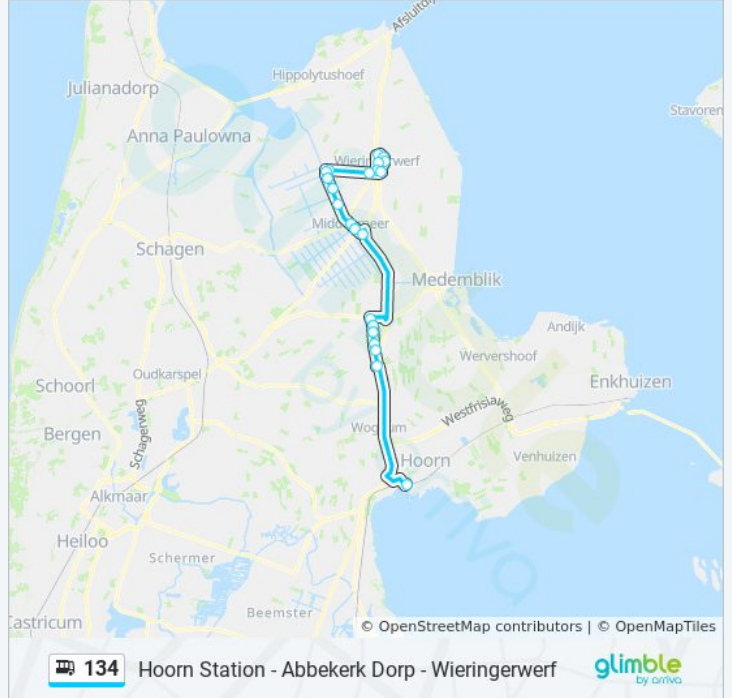 Afsluitdijk
Hippolytushoef
Julianadorp
Stavoren
Anna Paulowna
Wieringerwerf
Middenmeer
Schagen
Medemblik
Andijk
Wervershoof
Oudkarspel
Enkhuizen
Schoorl
Westfrisiaweg
Schagerweg
Wognum
Bergen
Hoorn
Venhuizen
Alkmaar
Heiloo
Schermer
Beemster
Castricum
© OpenStreetMap contributors | © OpenMapTiles
134 Hoorn Station - Abbekerk Dorp - Wieringerwerf
glimble
by arriva